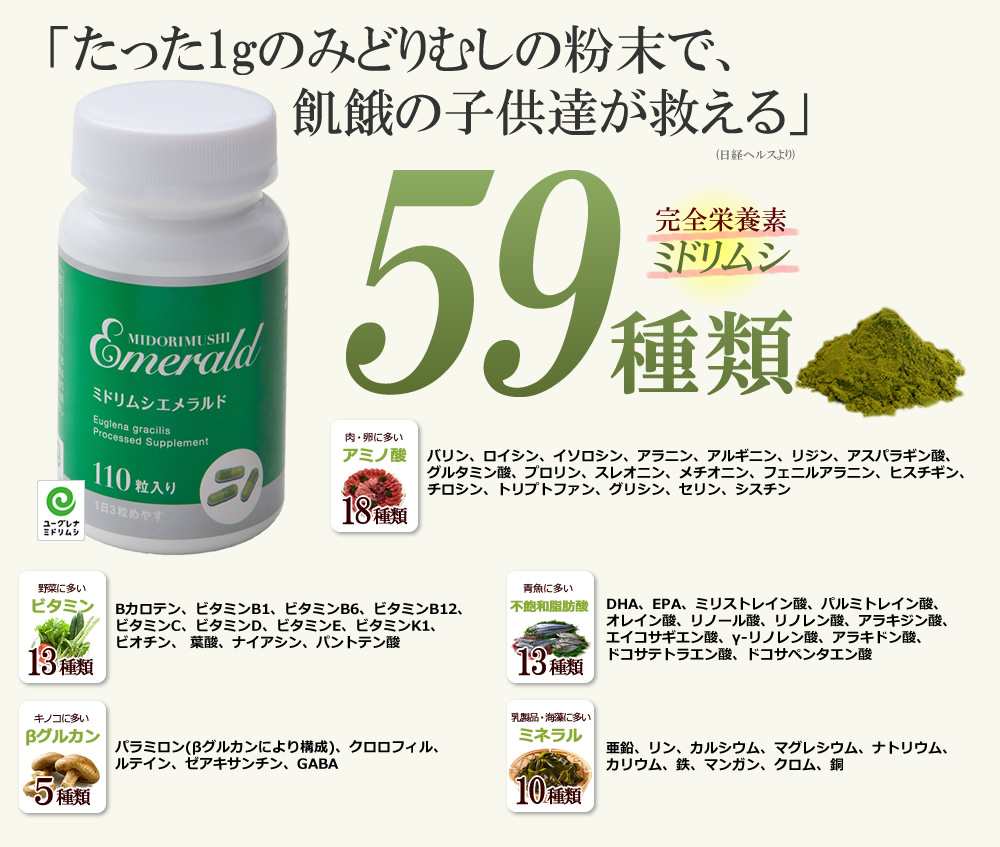 「たった1gのみどりむしの粉末で、
飢餓の子供達が救える」
(日経ヘルスより)
59種類
完全栄養素
ミドリムシ
MIDORIMUSHI
Emerald
ミドリムシエメラルド
Euglena gracilis
Processed Supplement
110粒入り
1日3粒めやす
ユーグレナ
ミドリムシ
肉・卵に多い
アミノ酸
18種類
バリン、ロイシン、イソロシン、アラニン、アルギニン、リジン、アスパラギン酸、
グルタミン酸、プロリン、スレオニン、メチオニン、フェニルアラニン、ヒスチギン、
チロシン、トリプトファン、グリシン、セリン、シスチン
野菜に多い
ビタミン
13種類
Bカロテン、ビタミンB1、ビタミンB6、ビタミンB12、
ビタミンC、ビタミンD、ビタミンE、ビタミンK1、
ビオチン、 葉酸、ナイアシン、パントテン酸
青魚に多い
不飽和脂肪酸
13種類
DHA、EPA、ミリストレイン酸、パルミトレイン酸、
オレイン酸、リノール酸、リノレン酸、アラキジン酸、
エイコサギエン酸、γ-リノレン酸、アラキドン酸、
ドコサテトラエン酸、ドコサペンタエン酸
キノコに多い
βグルカン
5種類
パラミロン(βグルカンにより構成)、クロロフィル、
ルテイン、ゼアキサンチン、GABA
乳製品・海藻に多い
ミネラル
10種類
亜鉛、リン、カルシウム、マグレシウム、ナトリウム、
カリウム、鉄、マンガン、クロム、銅